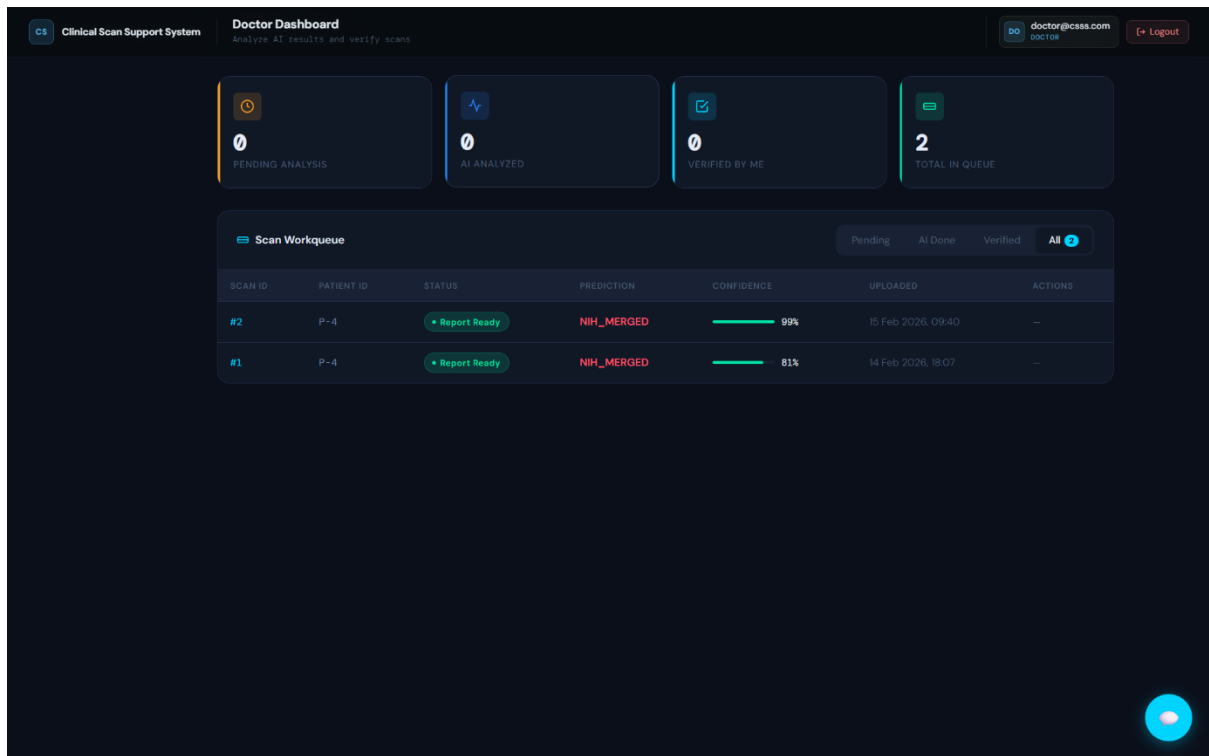 CS Clinical Scan Support System
Doctor Dashboard
Analyze AI results and verify scans
DO doctor@csss.com
DOCTOR
Logout
0
PENDING ANALYSIS
0
AI ANALYZED
0
VERIFIED BY ME
2
TOTAL IN QUEUE
Scan Workqueue
Pending AI Done Verified All 2
SCAN ID PATIENT ID STATUS PREDICTION CONFIDENCE UPLOADED ACTIONS
#2 P-4 • Report Ready NIH_MERGED 99% 15 Feb 2026, 09:40 —
#1 P-4 • Report Ready NIH_MERGED 81% 14 Feb 2026, 18:07 —